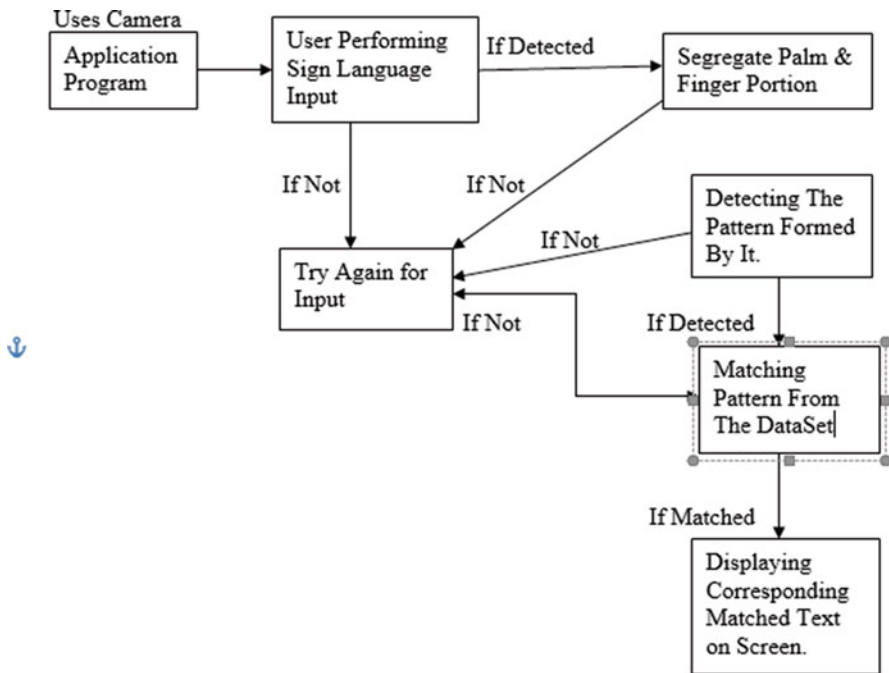 Uses Camera
Application
Program
User Performing
Sign Language
Input
If Detected
Segregate Palm &
Finger Portion
If Not
If Not
Detecting The
Pattern Formed
By It.
If Not
Try Again for
Input
If Not
If Detected
Matching
Pattern From
The DataSet
If Matched
Displaying
Corresponding
Matched Text
on Screen.